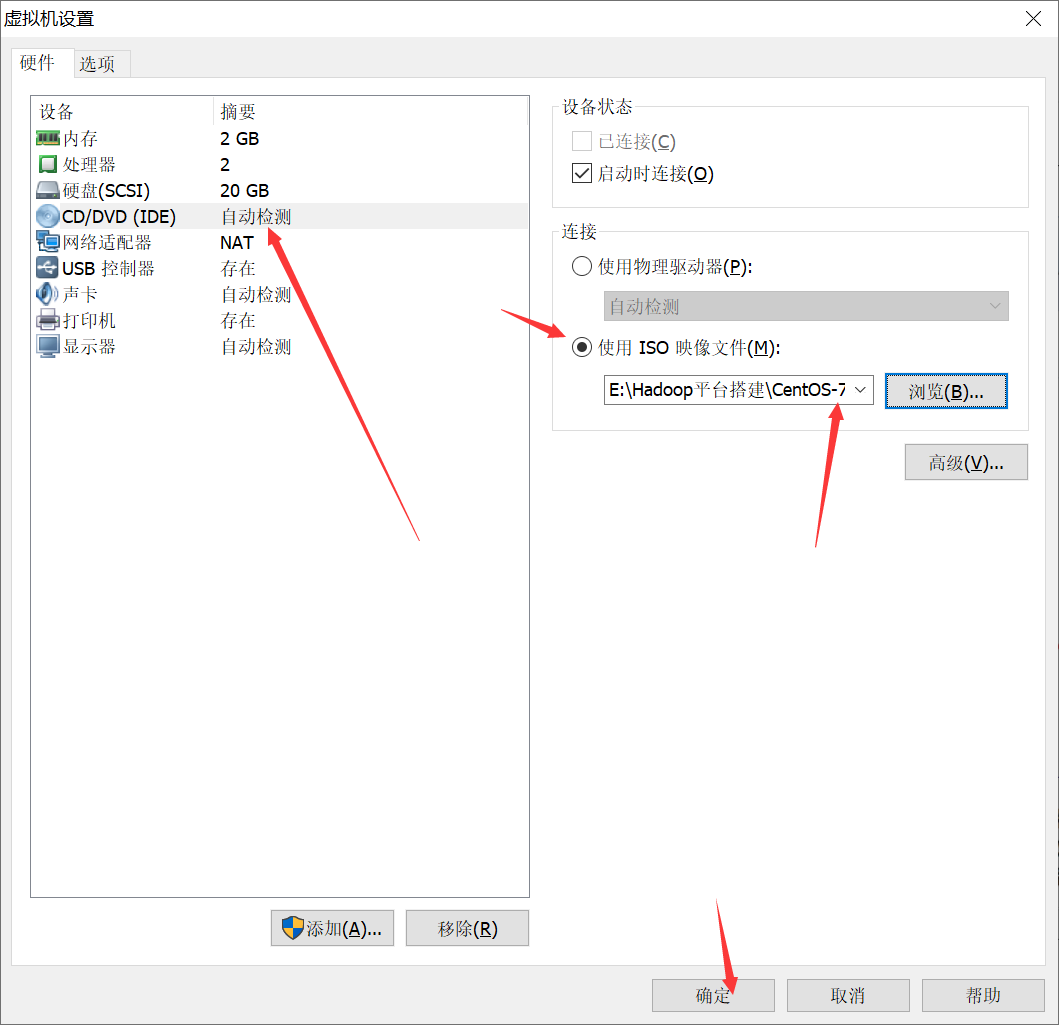 虚拟机设置
硬件 选项
设备 摘要
内存 2 GB
处理器 2
硬盘(SCSI) 20 GB
CD/DVD (IDE) 自动检测
网络适配器 NAT
USB 控制器 存在
声卡 自动检测
打印机 存在
显示器 自动检测
添加(A)... 移除(R)
设备状态
已连接(C)
启动时连接(O)
连接
使用物理驱动器(P):
自动检测
使用 ISO 映像文件(M):
E:\Hadoop平台搭建\CentOS-7 浏览(B)...
高级(V)...
确定 取消 帮助